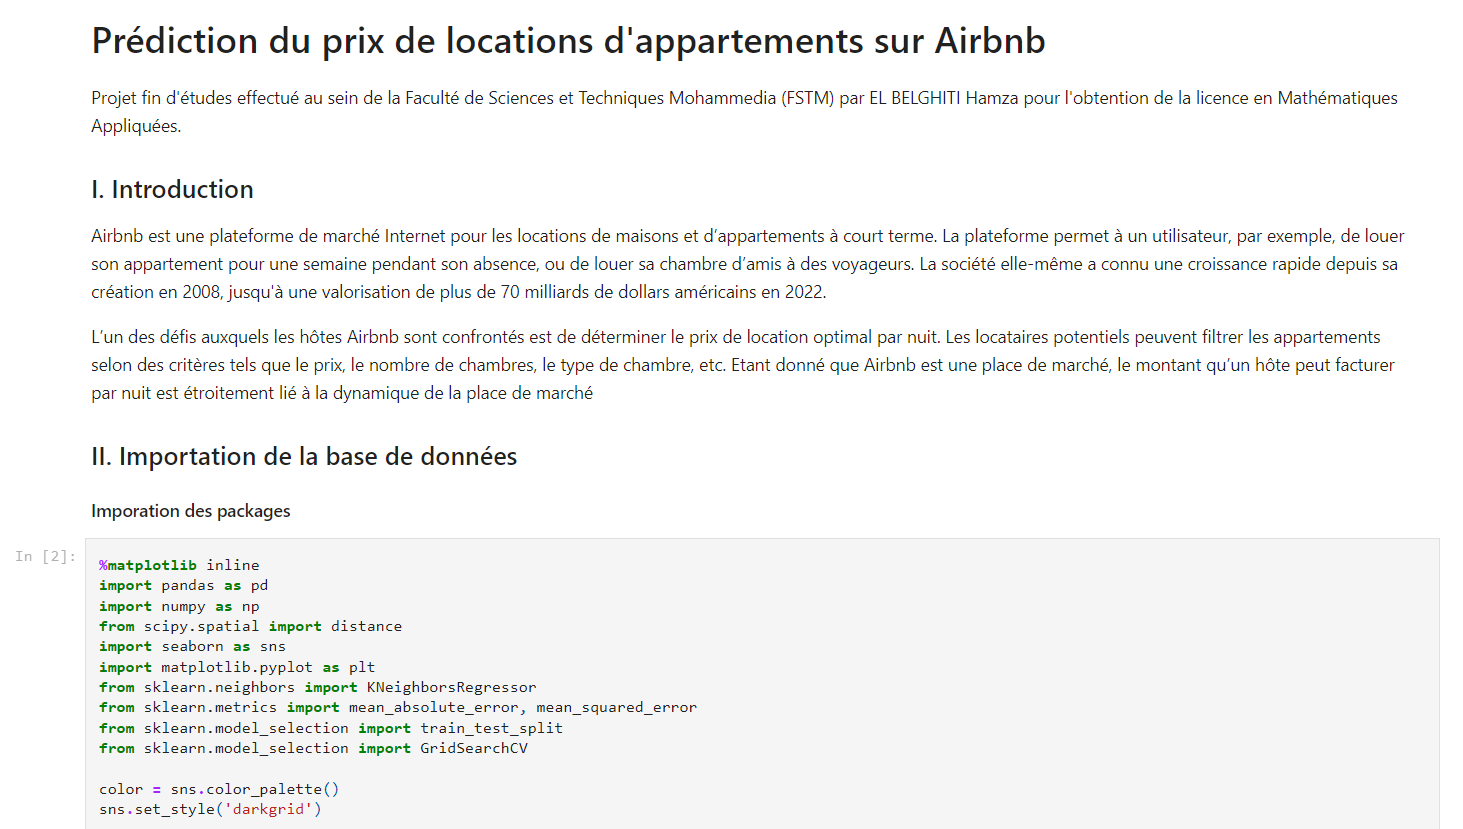 Prédiction du prix de locations d'appartements sur Airbnb
Projet fin d'études effectué au sein de la Faculté de Sciences et Techniques Mohammedia (FSTM) par EL BELGHITI Hamza pour l'obtention de la licence en Mathématiques
Appliquées.
I. Introduction
Airbnb est une plateforme de marché Internet pour les locations de maisons et d’appartements à court terme. La plateforme permet à un utilisateur, par exemple, de louer
son appartement pour une semaine pendant son absence, ou de louer sa chambre d’amis à des voyageurs. La société elle-même a connu une croissance rapide depuis sa
création en 2008, jusqu'à une valorisation de plus de 70 milliards de dollars américains en 2022.
L’un des défis auxquels les hôtes Airbnb sont confrontés est de déterminer le prix de location optimal par nuit. Les locataires potentiels peuvent filtrer les appartements
selon des critères tels que le prix, le nombre de chambres, le type de chambre, etc. Etant donné que Airbnb est une place de marché, le montant qu’un hôte peut facturer
par nuit est étroitement lié à la dynamique de la place de marché
II. Importation de la base de données
Imporation des packages
In [2]:
%matplotlib inline
import pandas as pd
import numpy as np
from scipy.spatial import distance
import seaborn as sns
import matplotlib.pyplot as plt
from sklearn.neighbors import KNeighborsRegressor
from sklearn.metrics import mean_absolute_error, mean_squared_error
from sklearn.model_selection import train_test_split
from sklearn.model_selection import GridSearchCV
color = sns.color_palette()
sns.set_style('darkgrid')